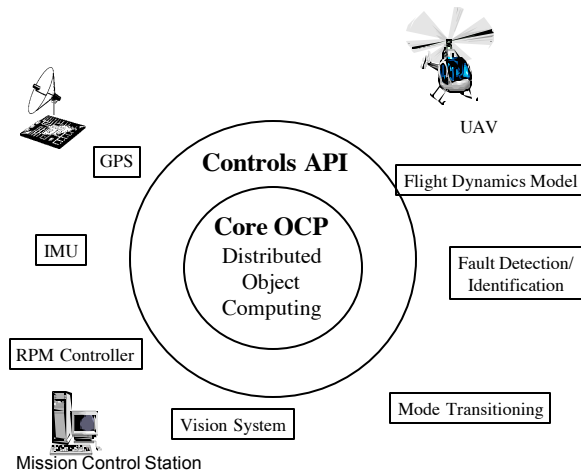 UAV
GPS
Controls API
Flight Dynamics Model
Core OCP
Distributed
Object
Computing
IMU
Fault Detection/
Identification
RPM Controller
Vision System
Mode Transitioning
Mission Control Station